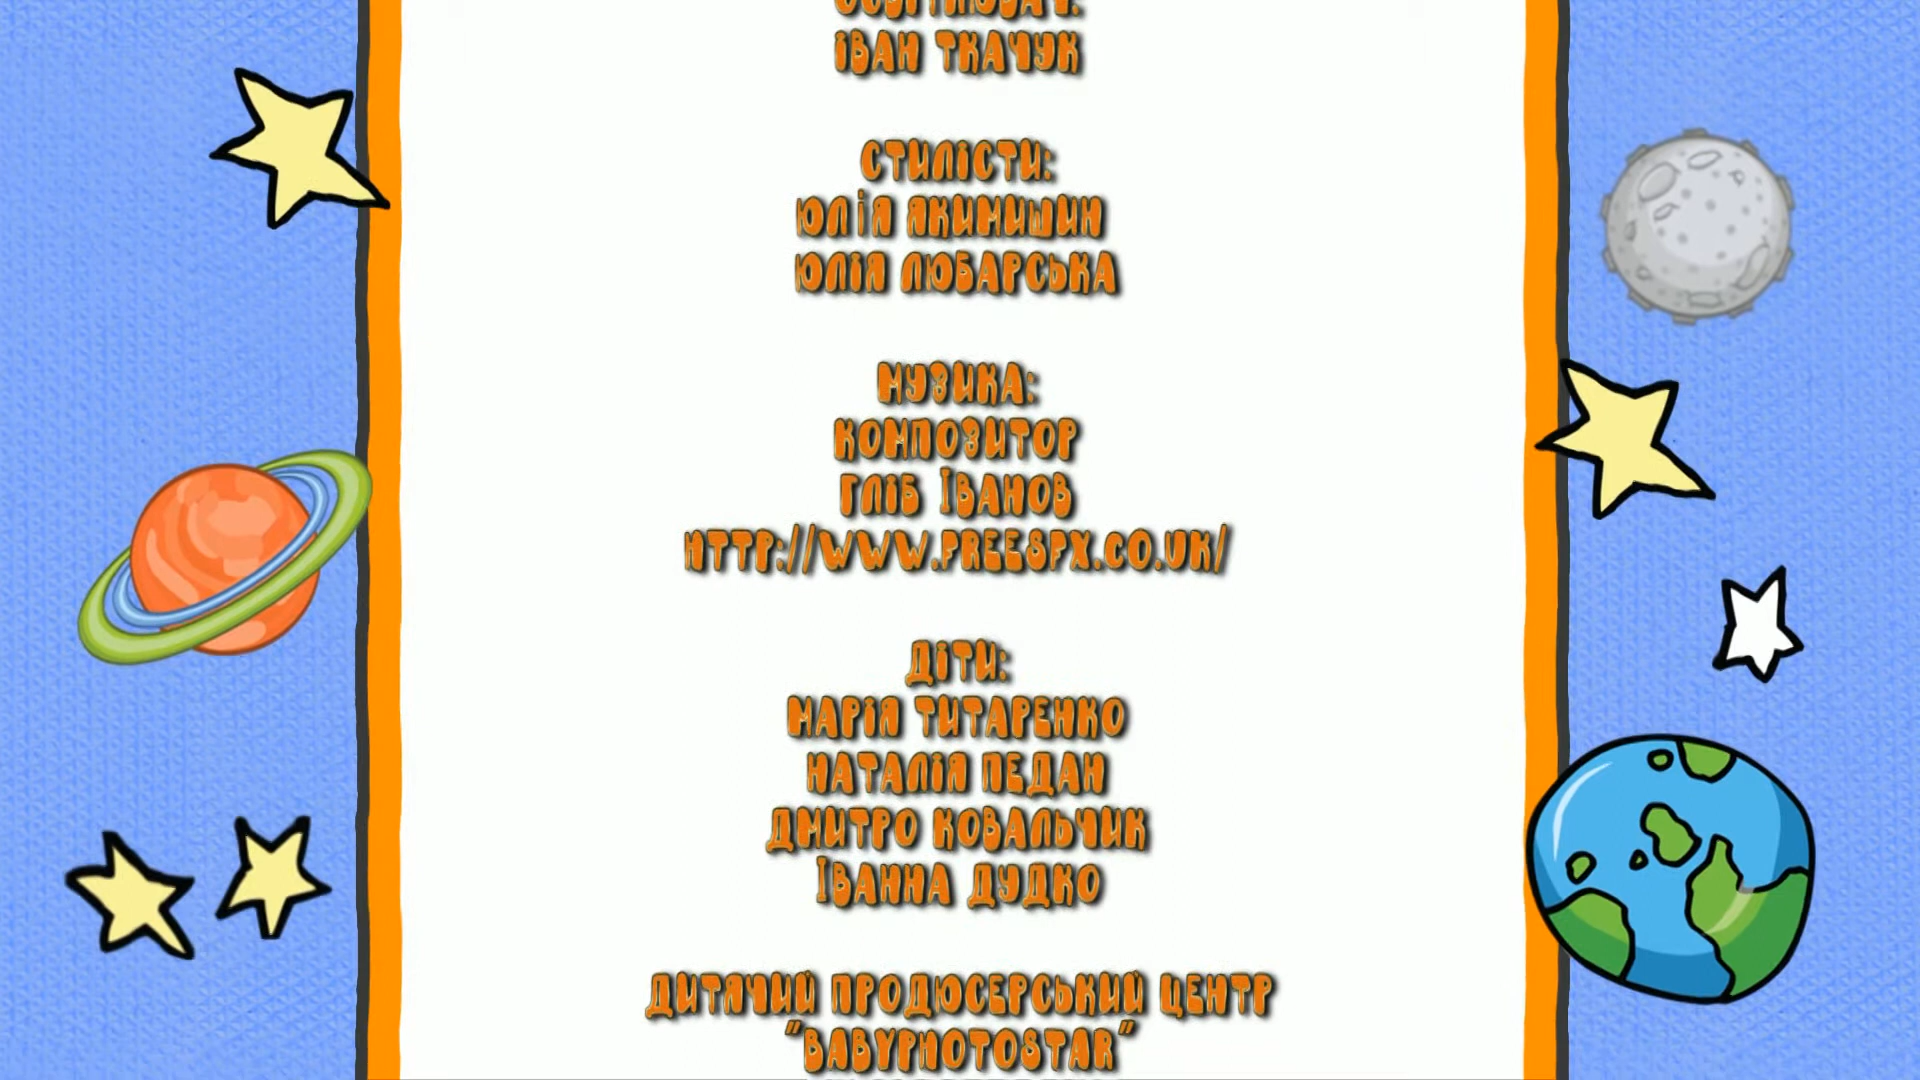 ІВАН ТКАЧУК
СТИЛІСТИ:
ЮЛІЯ ЯКИМИШИН
ЮЛІЯ ЛЮБАРСЬКА
МУЗИКА:
КОМПОЗИТОР
ГЛІБ ІВАНОВ
HTTP://WWW.FREESFX.CO.UK/
ДІТИ:
МАРІЯ ТИТАРЕНКО
НАТАЛІЯ ПЕДАН
ДМИТРО КОВАЛЬЧИК
ІВАННА ДУДКО
ДИТЯЧИЙ ПРОДЮСЕРСЬКИЙ ЦЕНТР
"BABYPHOTOSTAR"